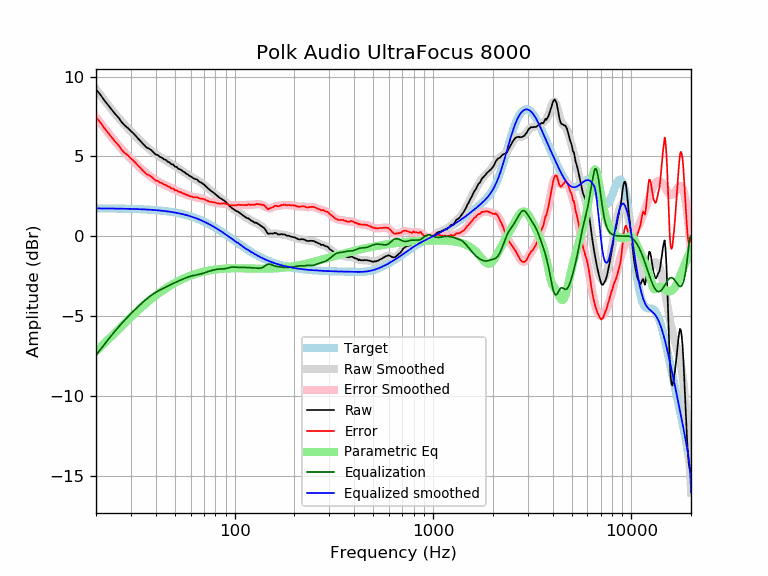 Polk Audio UltraFocus 8000
10
5
0
−5
−10
−15
Amplitude (dBr)
Target
Raw Smoothed
Error Smoothed
Raw
Error
Parametric Eq
Equalization
Equalized smoothed
100
1000
10000
Frequency (Hz)